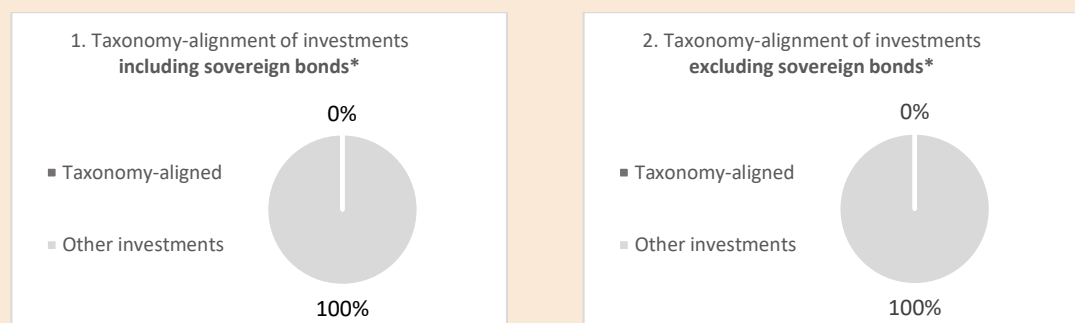 1. Taxonomy-alignment of investments
including sovereign bonds*
0%
Taxonomy-aligned
Other investments
100%
2. Taxonomy-alignment of investments
excluding sovereign bonds*
0%
Taxonomy-aligned
Other investments
100%